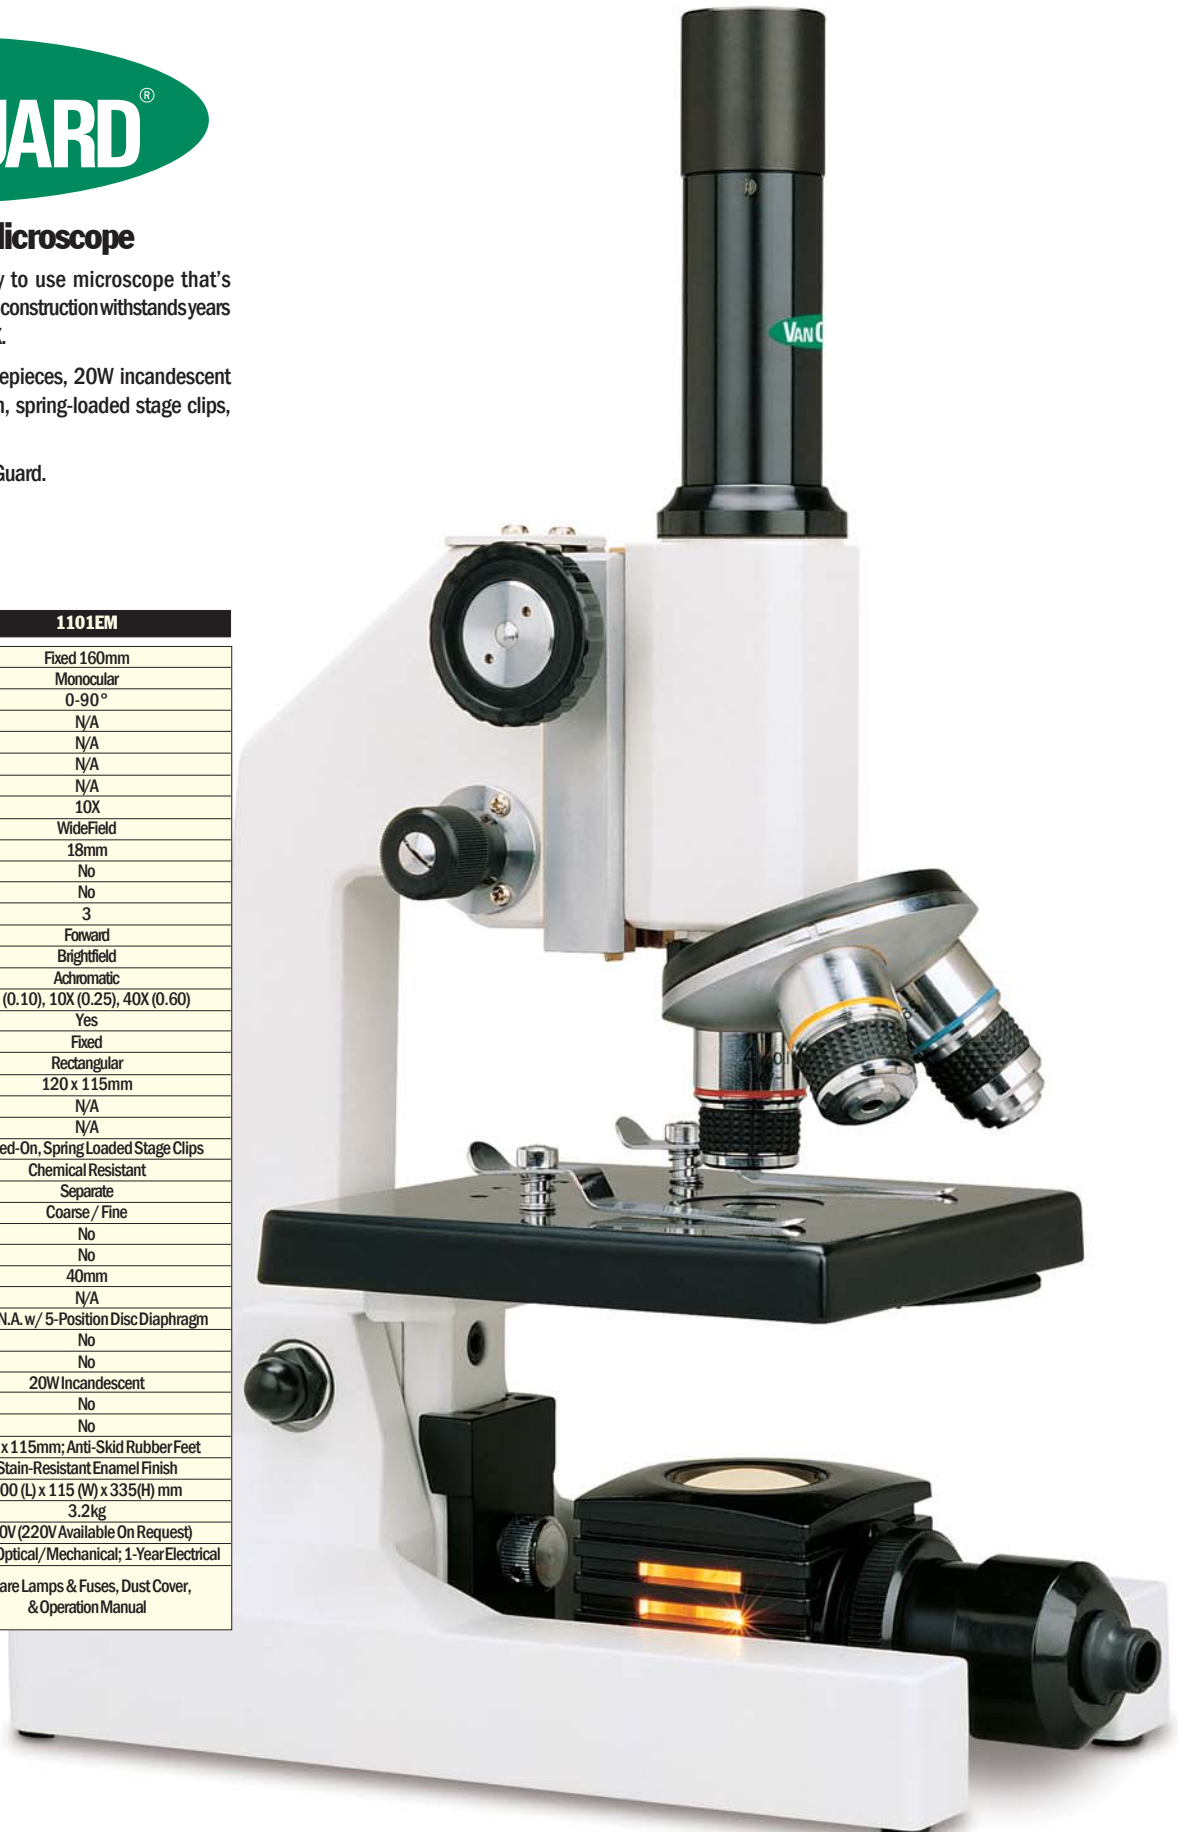 UARD®
icroscope
y to use microscope that's
construction withstands years
X.
epieces, 20W incandescent
n, spring-loaded stage clips,
Guard.
1101EM
Fixed 160mm
Monocular
0-90°
N/A
N/A
N/A
N/A
10X
WideField
18mm
No
No
3
Forward
Brightfield
Achromatic
(0.10), 10X (0.25), 40X (0.60)
Yes
Fixed
Rectangular
120 x 115mm
N/A
N/A
ed-On, Spring Loaded Stage Clips
Chemical Resistant
Separate
Coarse / Fine
No
No
40mm
N/A
N.A. w/ 5-Position Disc Diaphragm
No
No
20W Incandescent
No
No
x 115mm; Anti-Skid Rubber Feet
Stain-Resistant Enamel Finish
00 (L) x 115 (W) x 335(H) mm
3.2kg
0V (220V Available On Request)
Optical/Mechanical; 1-Year Electrical
are Lamps & Fuses, Dust Cover,
& Operation Manual
VANG
4